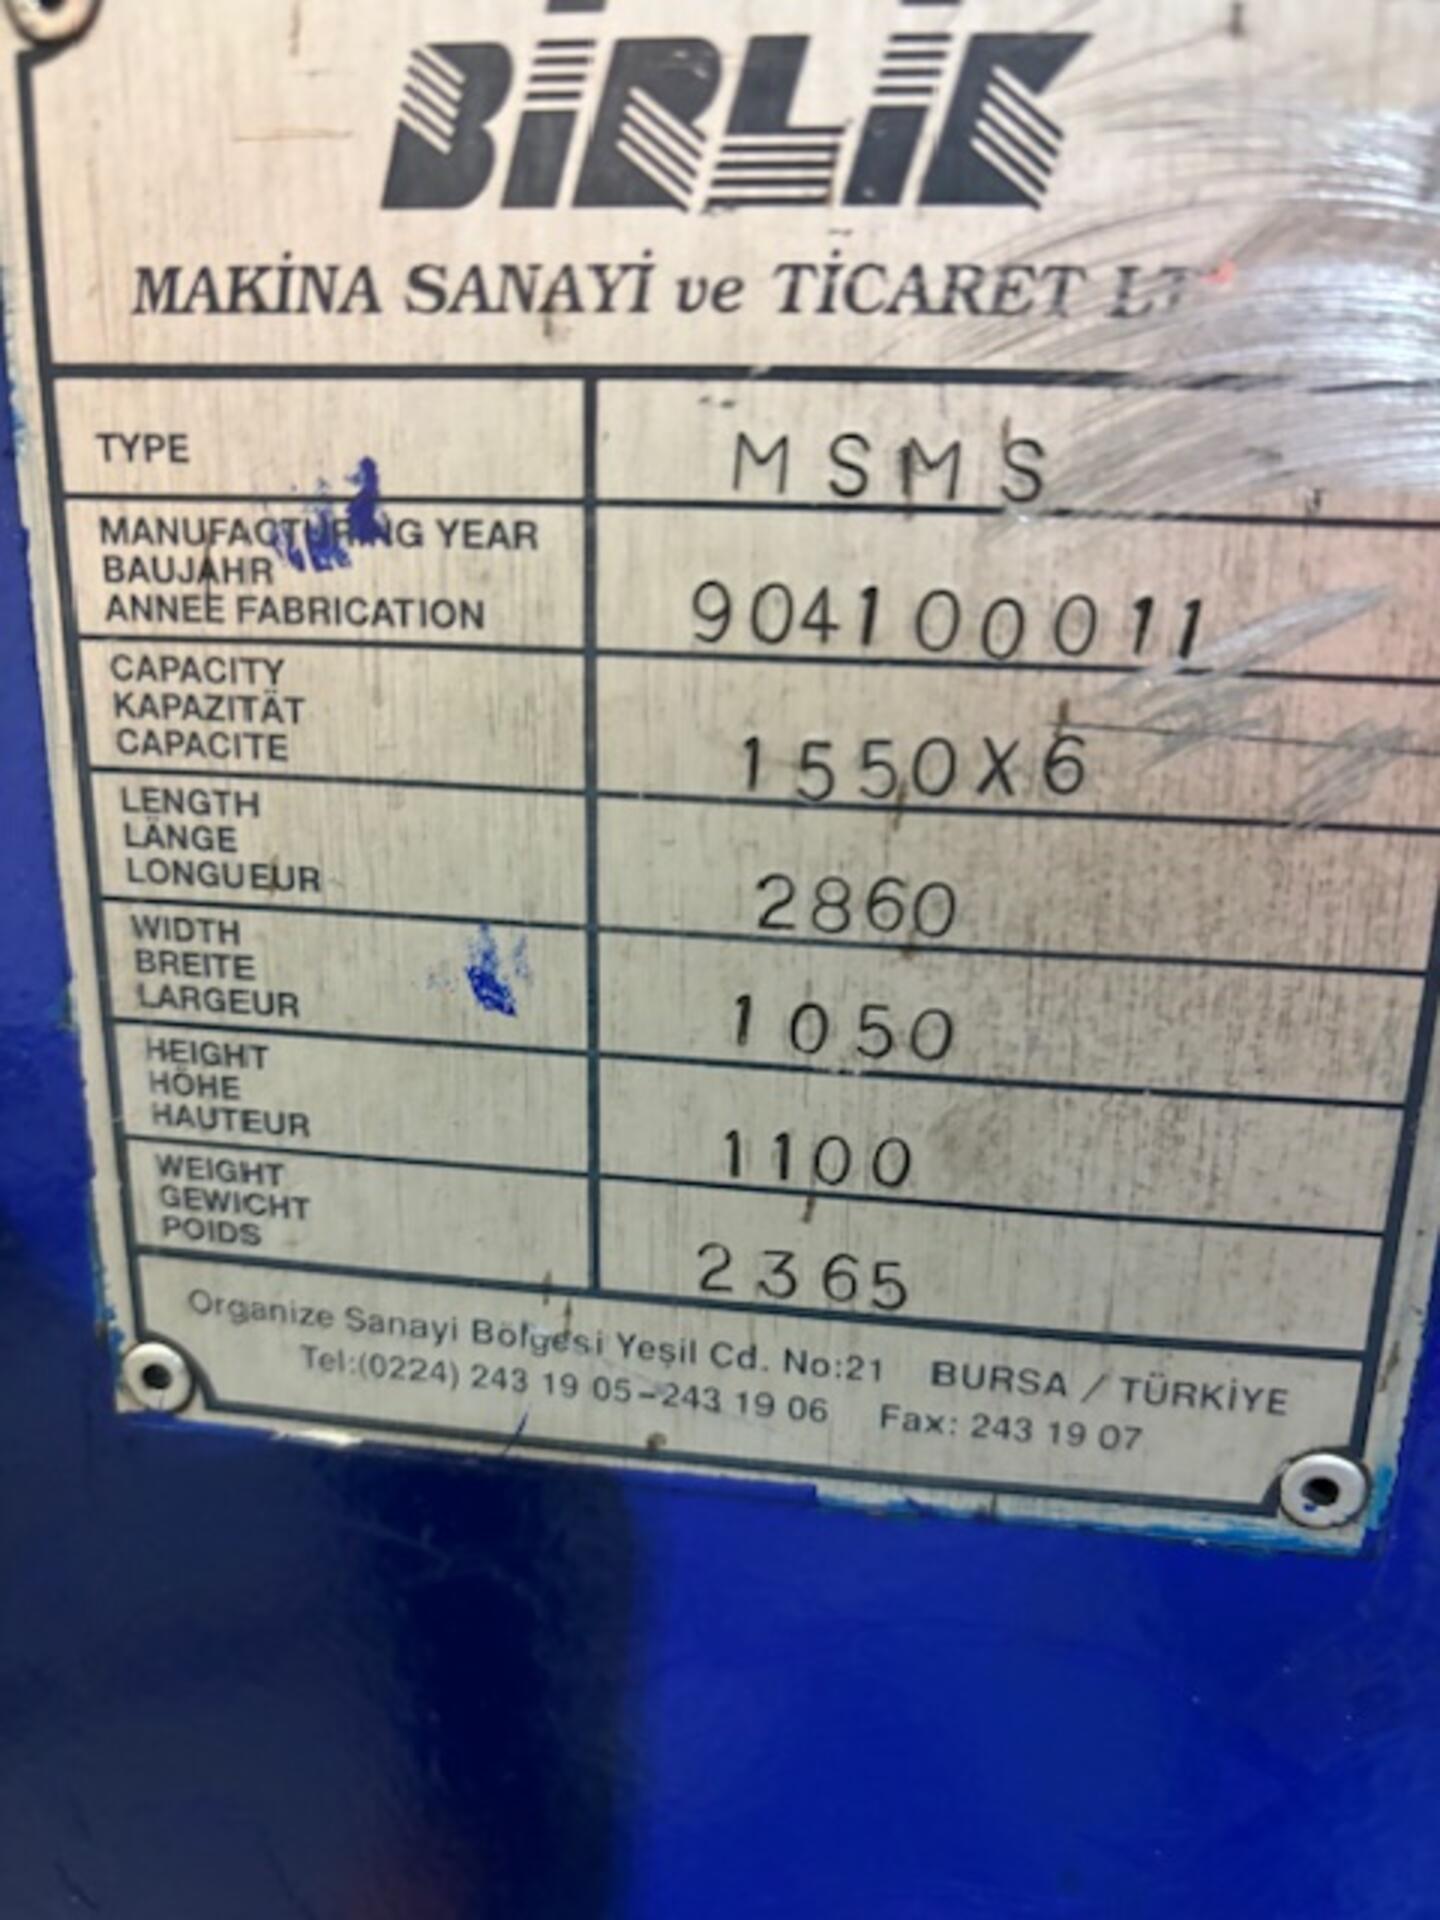 BİRLİK
MAKİNA SANAYİ ve TİCARET
TYPE
MSMS
MANUFACTURING YEAR
BAUJAHR
ANNEE FABRICATION
904100011
CAPACITY
KAPAZITÄT
CAPACITE
1550X6
LENGTH
LÄNGE
LONGUEUR
2860
WIDTH
BREITE
LARGEUR
1050
HEIGHT
HÖHE
HAUTEUR
1100
WEIGHT
GEWICHT
POIDS
2365
Organize Sanayi Bölgesi Yeşil Cd. No:21 BURSA / TÜRKİYE
Tel:(0224) 243 19 05-243 19 06 Fax: 243 19 07